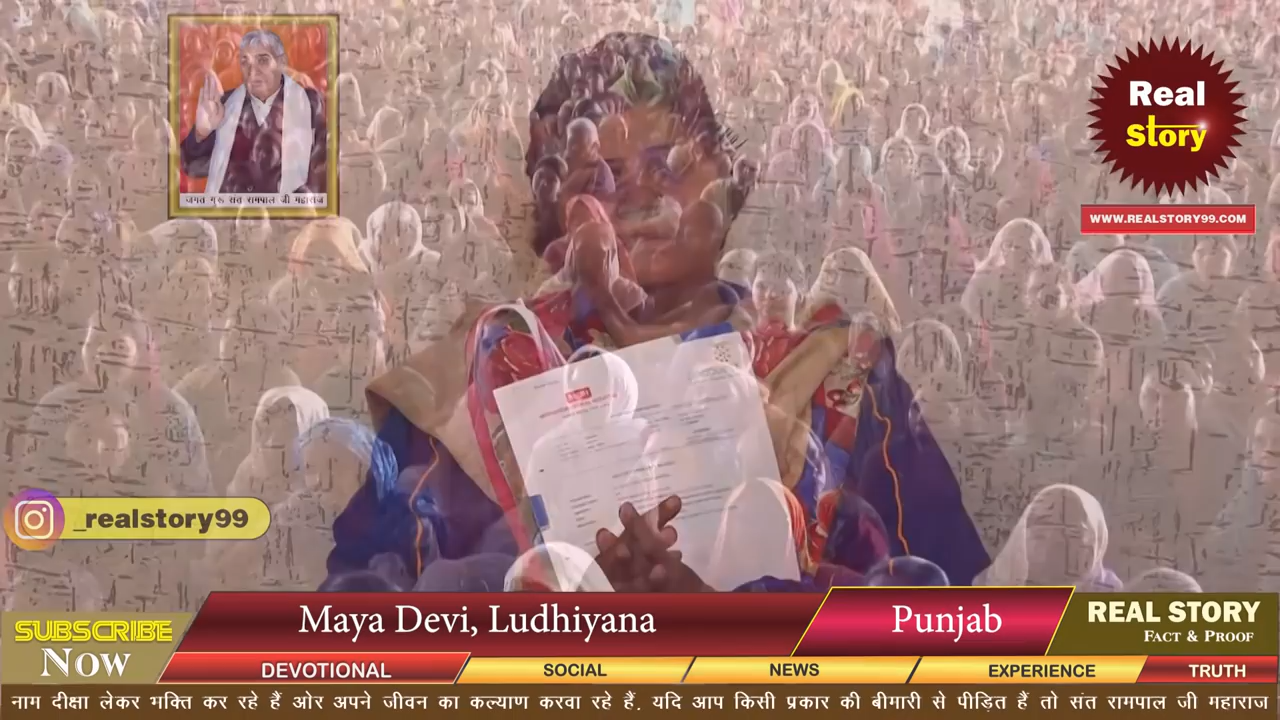 Real
Story
WWW.REALSTORY99.COM
जगत गुरू संत रामपाल जी महाराज
_realstory99
SUBSCRIBE
NOW
Maya Devi, Ludhiyana
Punjab
REAL STORY
FACT & PROOF
DEVOTIONAL
SOCIAL
NEWS
EXPERIENCE
TRUTH
नाम दीक्षा लेकर भक्ति कर रहे हैं ओर अपने जीवन का कल्याण करवा रहे हैं. यदि आप किसी प्रकार की बीमारी से पीड़ित हैं तो संत रामपाल जी महाराज